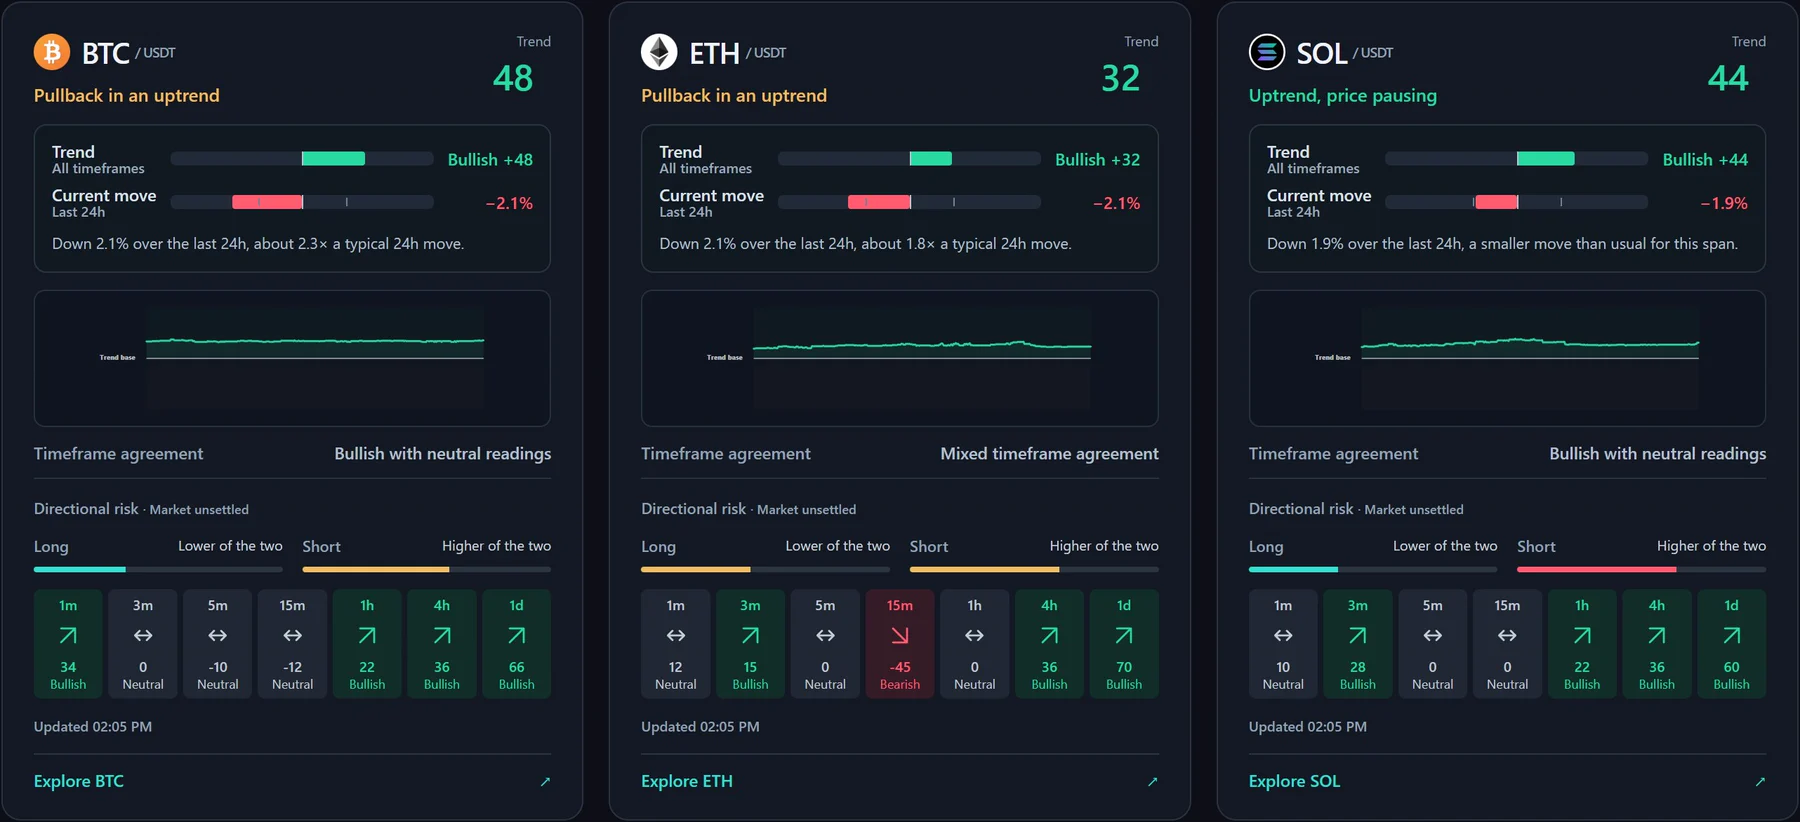 BTC / USDT
Trend
48
Pullback in an uptrend
Trend
All timeframes
Bullish +48
Current move
Last 24h
−2.1%
Down 2.1% over the last 24h, about 2.3× a typical 24h move.
Trend base
Timeframe agreement
Bullish with neutral readings
Directional risk · Market unsettled
Long
Lower of the two
Short
Higher of the two
1m
34
Bullish
3m
0
Neutral
5m
-10
Neutral
15m
-12
Neutral
1h
22
Bullish
4h
36
Bullish
1d
66
Bullish
Updated 02:05 PM
Explore BTC ↗
ETH / USDT
Trend
32
Pullback in an uptrend
Trend
All timeframes
Bullish +32
Current move
Last 24h
−2.1%
Down 2.1% over the last 24h, about 1.8× a typical 24h move.
Trend base
Timeframe agreement
Mixed timeframe agreement
Directional risk · Market unsettled
Long
Lower of the two
Short
Higher of the two
1m
12
Neutral
3m
15
Bullish
5m
0
Neutral
15m
-45
Bearish
1h
0
Neutral
4h
36
Bullish
1d
70
Bullish
Updated 02:05 PM
Explore ETH ↗
SOL / USDT
Trend
44
Uptrend, price pausing
Trend
All timeframes
Bullish +44
Current move
Last 24h
−1.9%
Down 1.9% over the last 24h, a smaller move than usual for this span.
Trend base
Timeframe agreement
Bullish with neutral readings
Directional risk · Market unsettled
Long
Lower of the two
Short
Higher of the two
1m
10
Neutral
3m
28
Bullish
5m
0
Neutral
15m
0
Neutral
1h
22
Bullish
4h
36
Bullish
1d
60
Bullish
Updated 02:05 PM
Explore SOL ↗